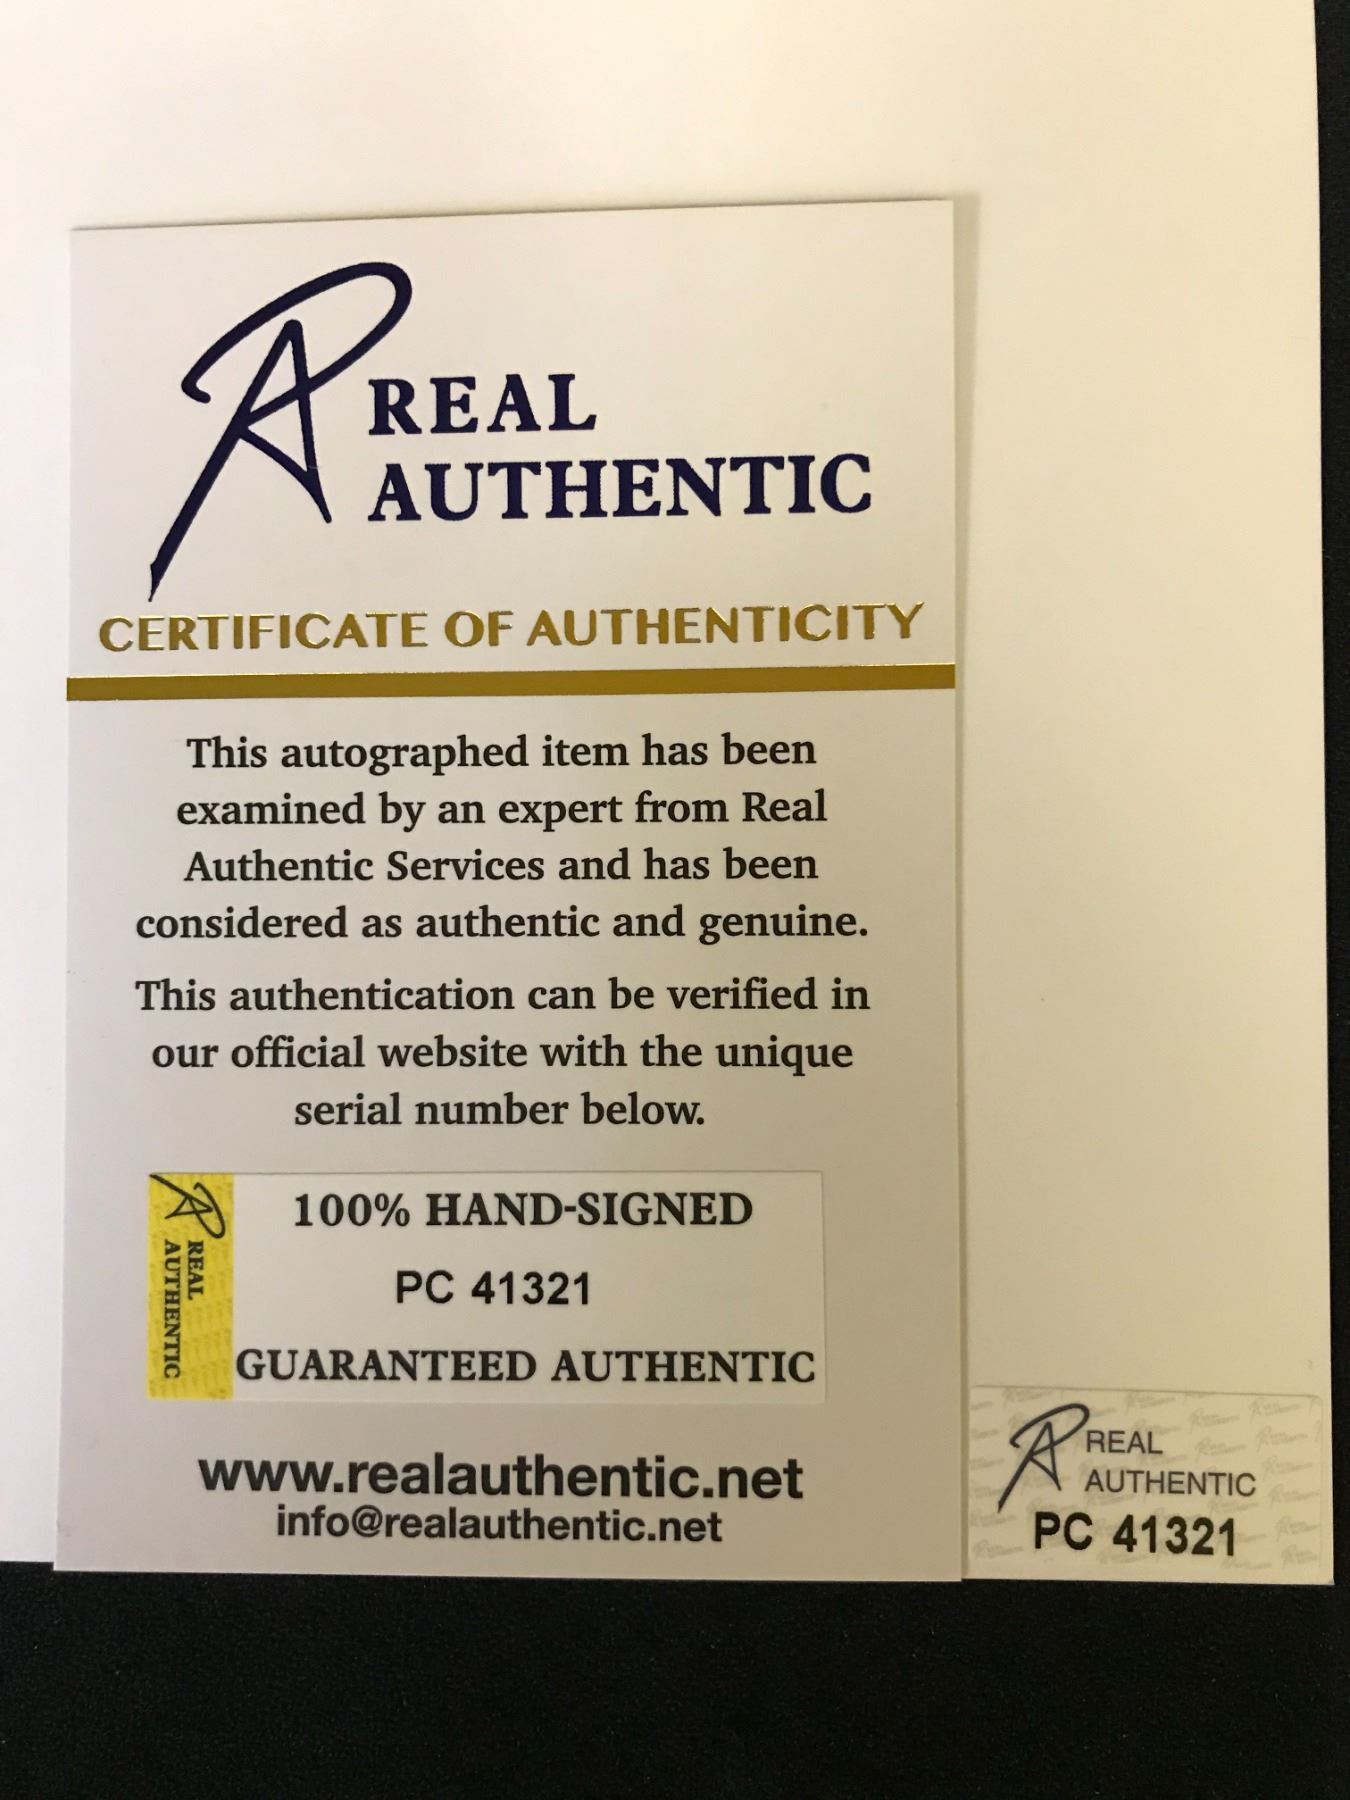 REAL
AUTHENTIC
CERTIFICATE OF AUTHENTICITY
This autographed item has been
examined by an expert from Real
Authentic Services and has been
considered as authentic and genuine.
This authentication can be verified in
our official website with the unique
serial number below.
REAL
AUTHENTIC
100% HAND-SIGNED
PC 41321
GUARANTEED AUTHENTIC
www.realauthentic.net
info@realauthentic.net
REAL
AUTHENTIC
PC 41321